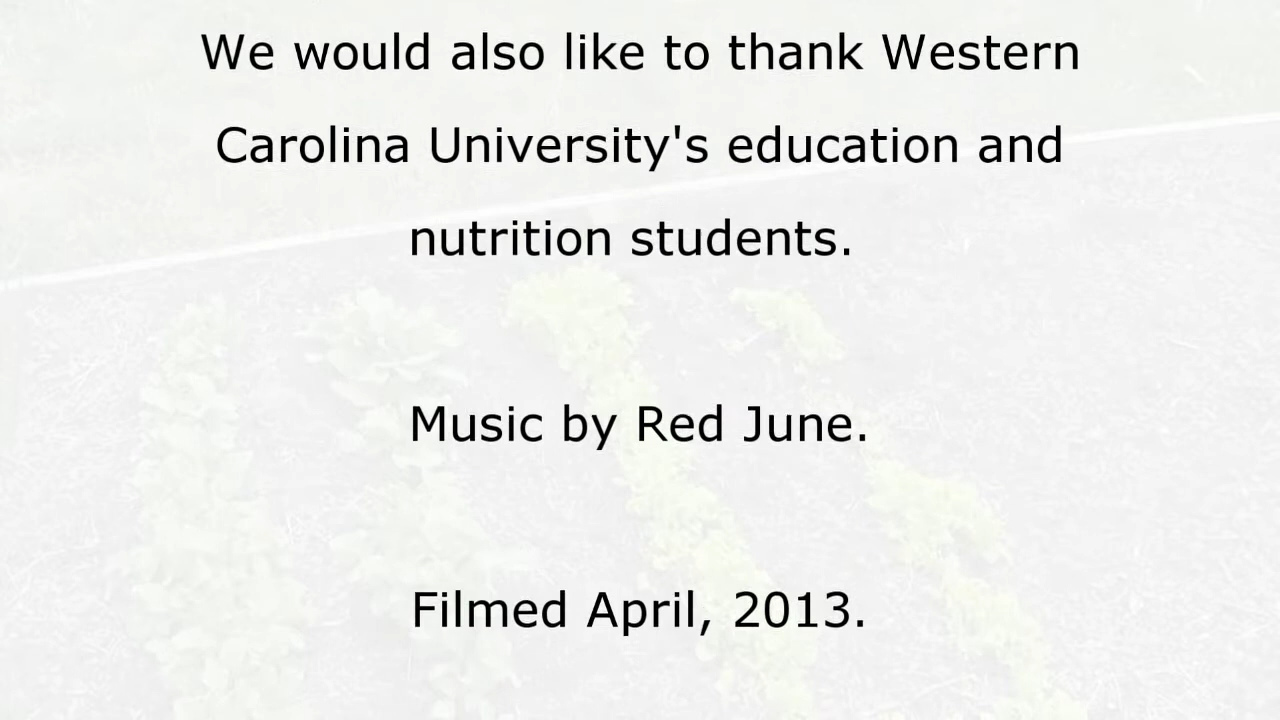 We would also like to thank Western
Carolina University's education and
nutrition students.
Music by Red June.
Filmed April, 2013.